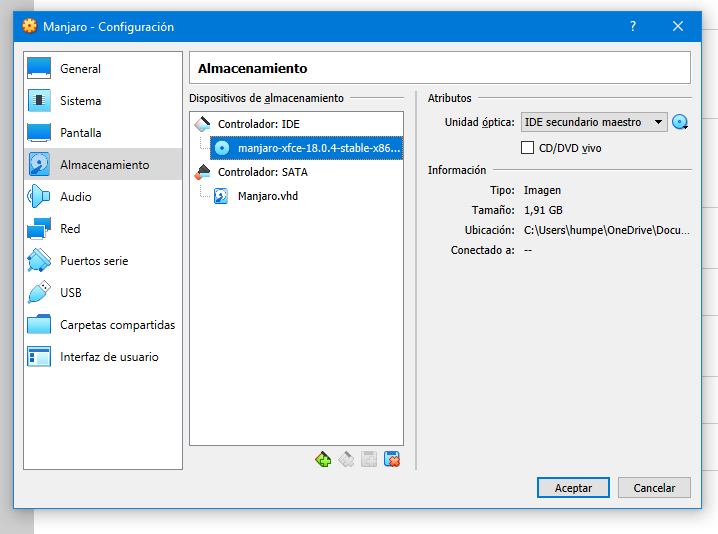 Manjaro - Configuración
?
General
Sistema
Pantalla
Almacenamiento
Audio
Red
Puertos serie
USB
Carpetas compartidas
Interfaz de usuario
Almacenamiento
Dispositivos de almacenamiento
Controlador: IDE
manjaro-xfce-18.0.4-stable-x86...
Controlador: SATA
Manjaro.vhd
Atributos
Unidad óptica: IDE secundario maestro
CD/DVD vivo
Información
Tipo: Imagen
Tamaño: 1,91 GB
Ubicación: C:\Users\humpe\OneDrive\Docu...
Conectado a: --
Aceptar
Cancelar